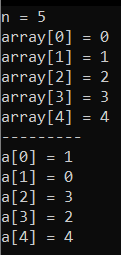 n = 5
array[0] = 0
array[1] = 1
array[2] = 2
array[3] = 3
array[4] = 4
---------
a[0] = 1
a[1] = 0
a[2] = 3
a[3] = 2
a[4] = 4